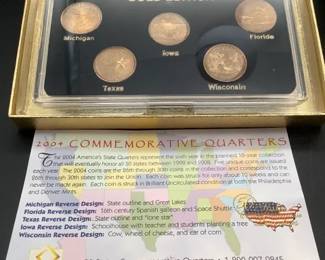 GOLD EDITION
Michigan
Florida
Iowa
Texas
Wisconsin
2004 COMMEMORATIVE QUARTERS
The 2004 America's State Quarters represent the sixth year in the planned 10-year collection
will eventually honor all 50 states between 1999 and 2008. Five unique coins are issued
each year. The 2004 coins are the 26th through 30th coins in the collection and correspond to the
26th through 30th states to join the Union. Each coin was struck for only about 10 weeks and can
never be made again. Each coin is struck in Brilliant Uncirculated condition at both the Philadelphia
and Denver Mints.
Michigan Reverse Design: State outline and Great Lakes
Florida Reverse Design: 16th century Spanish galleon and Space Shuttle
Texas Reverse Design: State outline and "lone star"
Iowa Reverse Design: Schoolhouse with teacher and students planting a tree
Wisconsin Reverse Design: Cow, wheel of cheese, and ear of corn